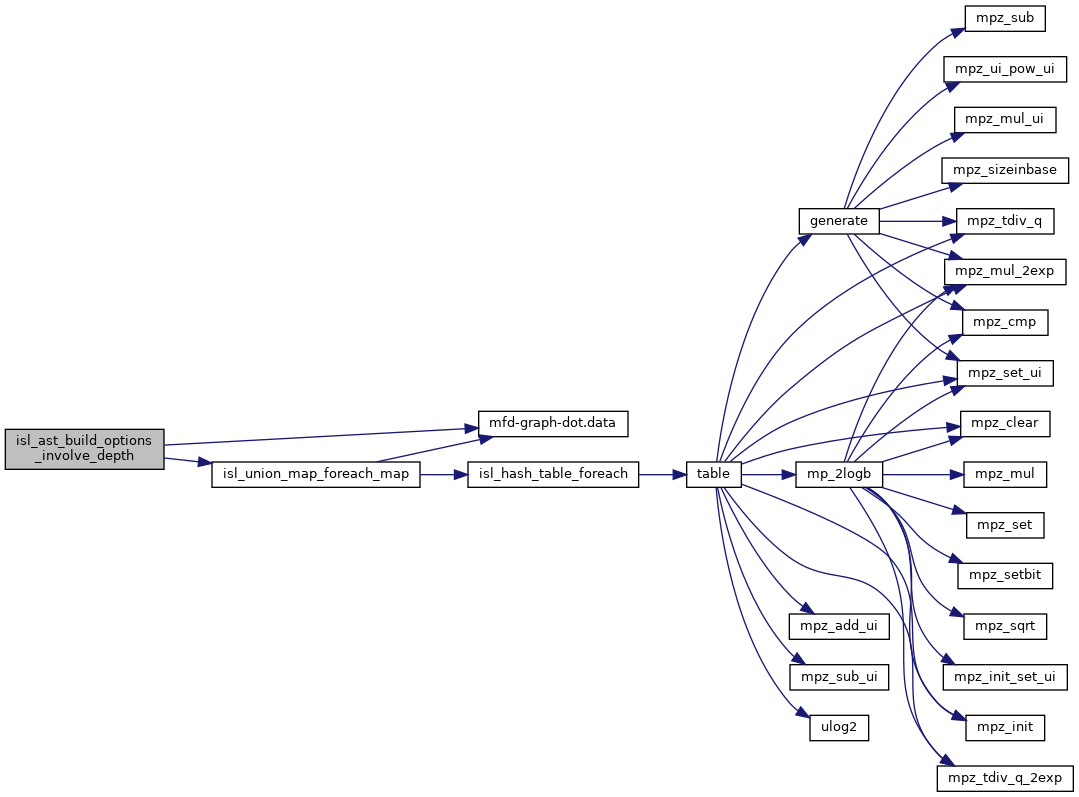 isl_ast_build_options
_involve_depth
mfd-graph-dot.data
isl_union_map_foreach_map
isl_hash_table_foreach
table
generate
mp_2logb
mpz_add_ui
mpz_sub_ui
ulog2
mpz_sub
mpz_ui_pow_ui
mpz_mul_ui
mpz_sizeinbase
mpz_tdiv_q
mpz_mul_2exp
mpz_cmp
mpz_set_ui
mpz_clear
mpz_mul
mpz_set
mpz_setbit
mpz_sqrt
mpz_init_set_ui
mpz_init
mpz_tdiv_q_2exp